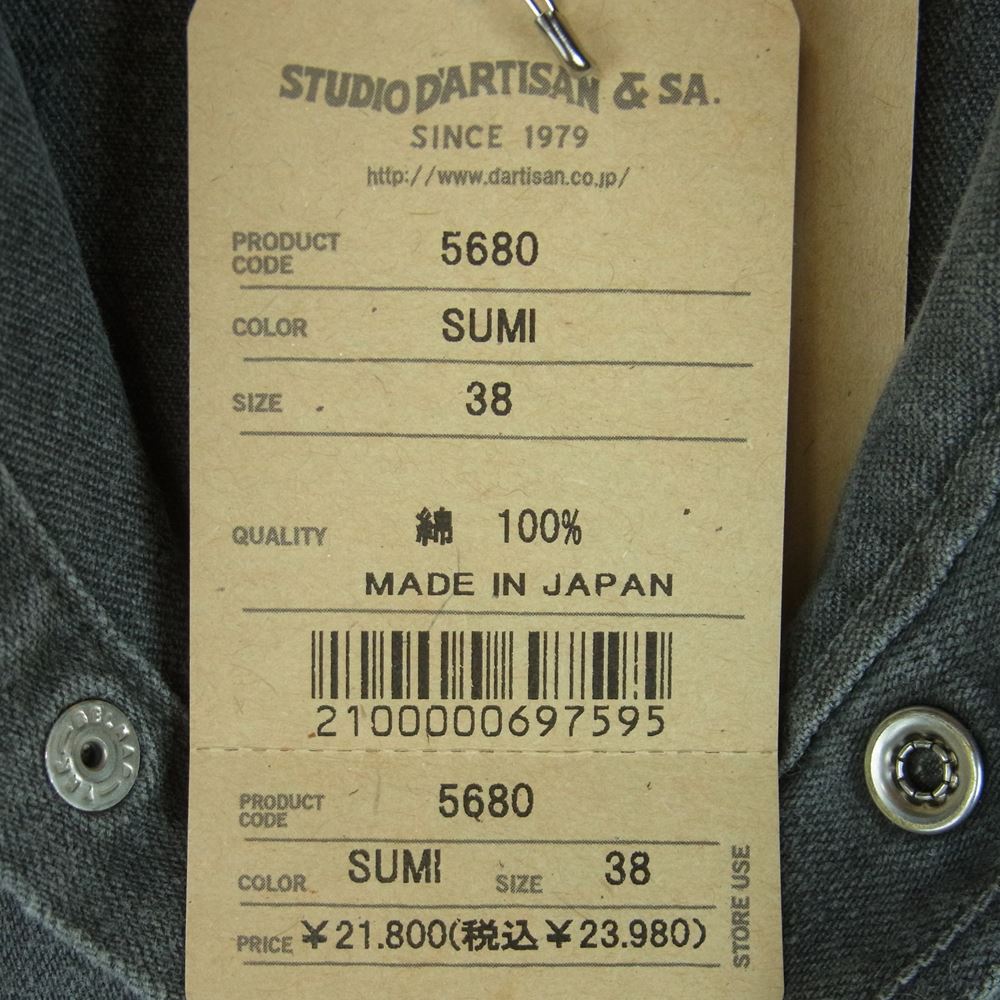 STUDIO D'ARTISAN & SA.
SINCE 1979
http://www.dartisan.co.jp/
PRODUCT CODE 5680
COLOR SUMI
SIZE 38
QUALITY 綿 100%
MADE IN JAPAN
2100000697595
PRODUCT CODE 5680
COLOR SUMI SIZE 38
PRICE ¥21.800(税込¥23.980)
STORE USE